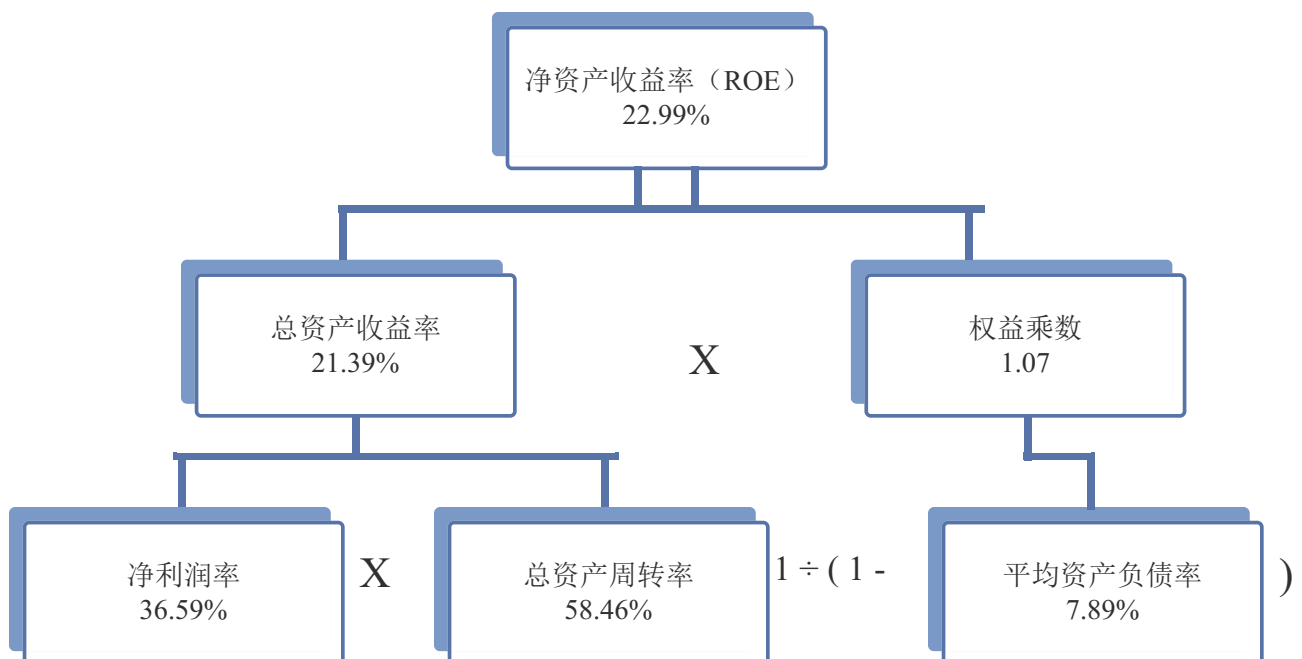 净资产收益率（ROE）
22.99%
总资产收益率
21.39%
X
权益乘数
1.07
净利润率
36.59%
X
总资产周转率
58.46%
1 ÷ ( 1 -
平均资产负债率
7.89%
)